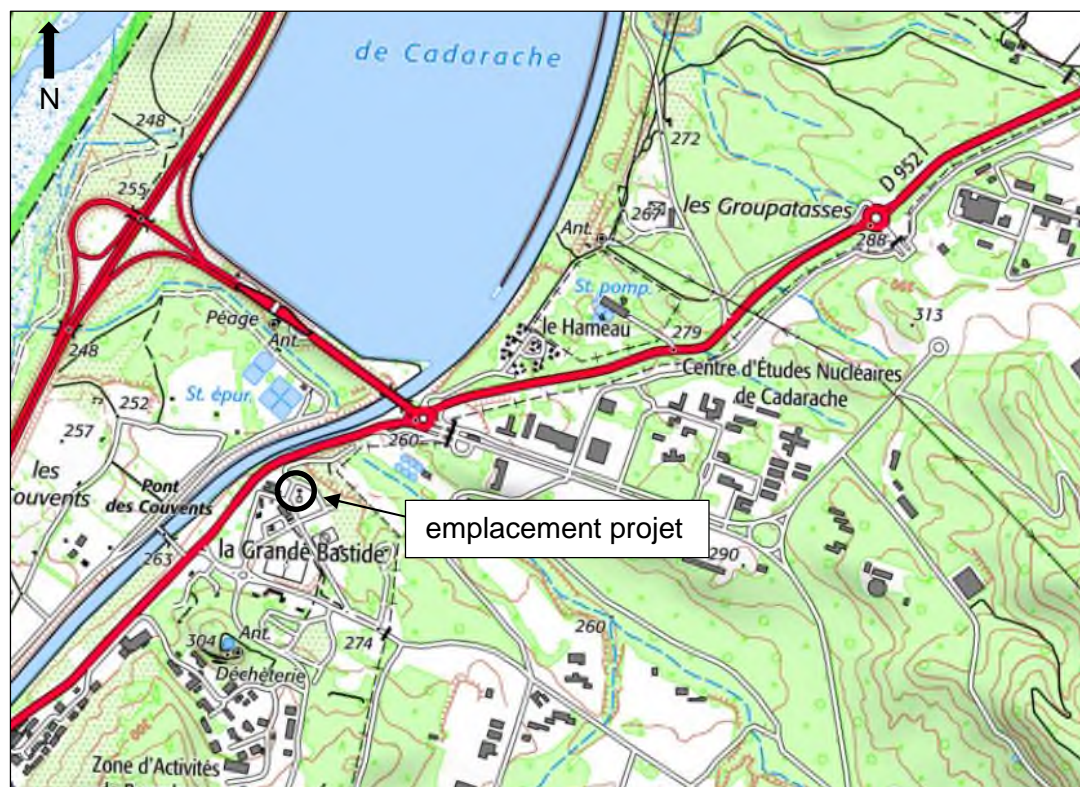 N
de Cadarache
248
272
D 952
255
les Groupatasses
267
Ant.
288
300
St. pomp.
313
Péage
le Hameau
279
Ant.
248
Centre d'Études Nucléaires
de Cadarache
St. épur.
252
260
257
les
Couvents
Pont
des Couvents
emplacement projet
263
la Grande Bastide
290
260
304
Ant.
274
Déchèterie
300
Zone d'Activités